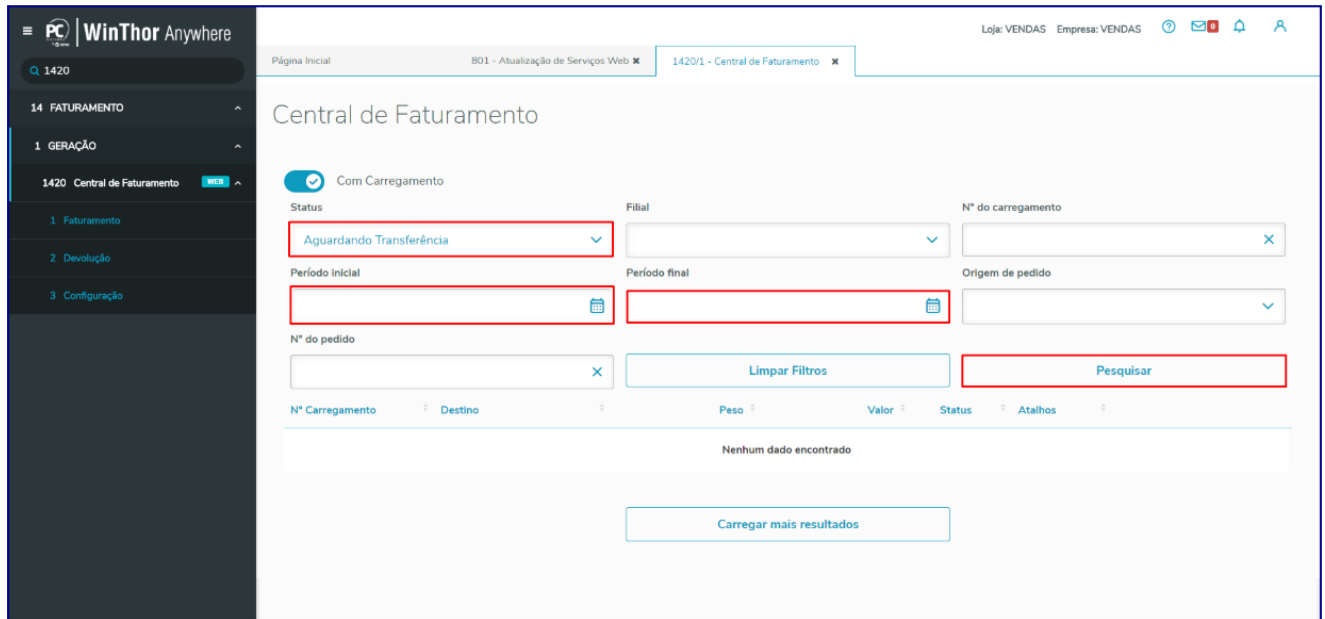 PC WinThor Anywhere
Loja: VENDAS Empresa: VENDAS 0
1420
Página Inicial 801 - Atualização de Serviços Web 1420/1 - Central de Faturamento
14 FATURAMENTO
1 GERAÇÃO
1420 Central de Faturamento WEB
1 Faturamento
2 Devolução
3 Configuração
Central de Faturamento
Com Carregamento
Status Filial N° do carregamento
Aguardando Transferência
Período inicial Período final Origem de pedido
N° do pedido
Limpar Filtros Pesquisar
N° Carregamento Destino Peso Valor Status Atalhos
Nenhum dado encontrado
Carregar mais resultados